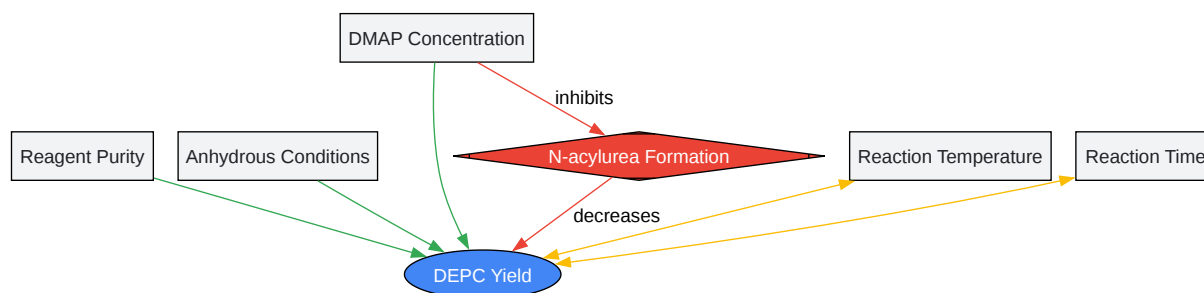 DMAP Concentration
inhibits
Reagent Purity
Anhydrous Conditions
N-acylurea Formation
Reaction Temperature
Reaction Time
decreases
DEPC Yield